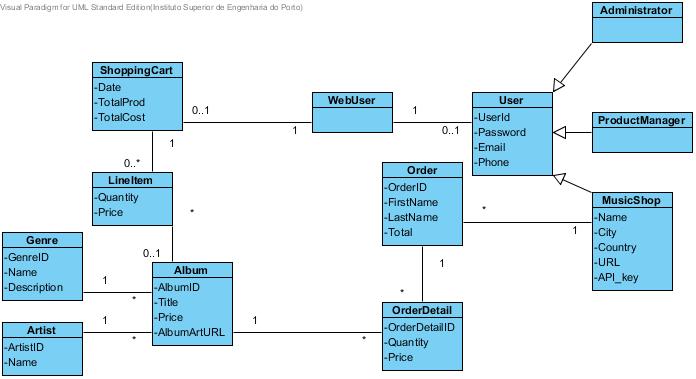 Visual Paradigm for UML Standard Edition(Instituto Superior de Engenharia do Porto)
Administrator
ShoppingCart
-Date
-TotalProd
-TotalCost
0..1
1
WebUser
1
0..1
User
-UserId
-Password
-Email
-Phone
ProductManager
1
0..*
LineItem
-Quantity
-Price
*
0..1
Order
-OrderID
-FirstName
-LastName
-Total
*
1
MusicShop
-Name
-City
-Country
-URL
-API_key
Genre
-GenreID
-Name
-Description
1
*
Album
-AlbumID
-Title
-Price
-AlbumArtURL
1
*
Artist
-ArtistID
-Name
1
*
1
*
OrderDetail
-OrderDetailID
-Quantity
-Price